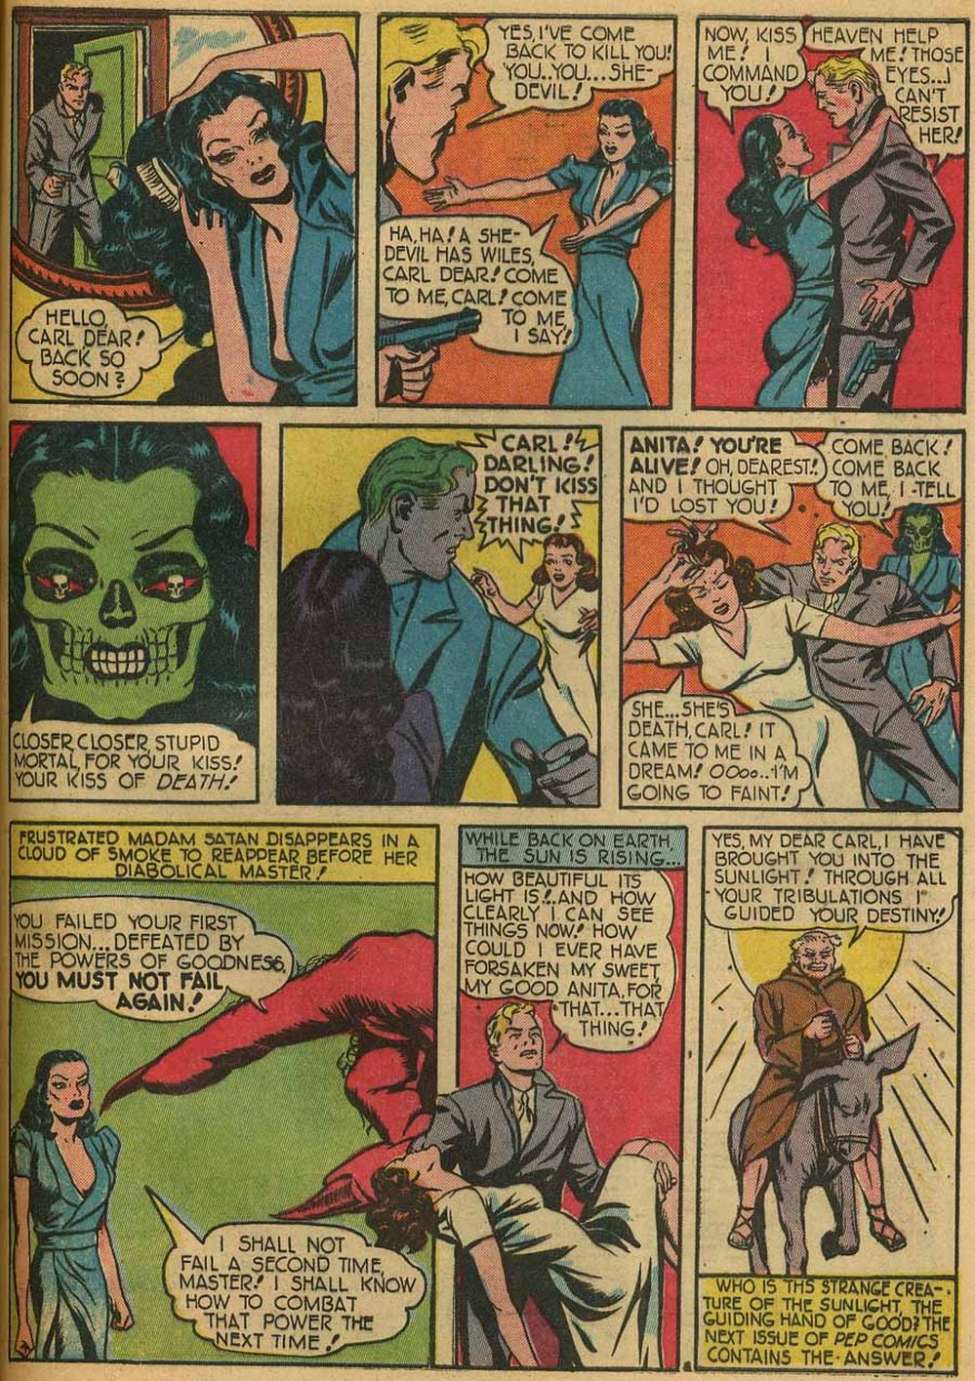 HELLO,
CARL DEAR!
BACK SO
SOON?
YES, I'VE COME
BACK TO KILL YOU!
YOU..YOU...SHE-
DEVIL!
HA, HA! A SHE-
DEVIL HAS WILES,
CARL DEAR! COME
TO ME, CARL! COME
TO ME,
I SAY!
NOW, KISS
ME! I
COMMAND
YOU!
HEAVEN HELP
ME! THOSE
EYES...I
CAN'T
RESIST
HER!
CLOSER, CLOSER, STUPID
MORTAL, FOR YOUR KISS!
YOUR KISS OF DEATH!
CARL!
DARLING!
DON'T KISS
THAT
THING!
ANITA! YOU'RE
ALIVE! OH, DEAREST!
AND I THOUGHT
I'D LOST YOU!
COME BACK!
COME BACK
TO ME, I TELL
YOU!
SHE...SHE'S
DEATH, CARL! IT
CAME TO ME IN A
DREAM! OOoo..I'M
GOING TO FAINT!
FRUSTRATED MADAM SATAN DISAPPEARS IN A
CLOUD OF SMOKE TO REAPPEAR BEFORE HER
DIABOLICAL MASTER!
YOU FAILED YOUR FIRST
MISSION... DEFEATED BY
THE POWERS OF GOODNESS,
YOU MUST NOT FAIL
AGAIN!
I SHALL NOT
FAIL A SECOND TIME,
MASTER! I SHALL KNOW
HOW TO COMBAT
THAT POWER THE
NEXT TIME!
WHILE BACK ON EARTH,
THE SUN IS RISING...
HOW BEAUTIFUL ITS
LIGHT IS!..AND HOW
CLEARLY I CAN SEE
THINGS NOW! HOW
COULD I EVER HAVE
FORSAKEN MY SWEET,
MY GOOD ANITA, FOR
THAT...THAT
THING!
YES, MY DEAR CARL, I HAVE
BROUGHT YOU INTO THE
SUNLIGHT! THROUGH ALL
YOUR TRIBULATIONS I
GUIDED YOUR DESTINY!
WHO IS THS STRANGE CREA-
TURE OF THE SUNLIGHT, THE
GUIDING HAND OF GOOD? THE
NEXT ISSUE OF PEP COMICS
CONTAINS THE ANSWER!